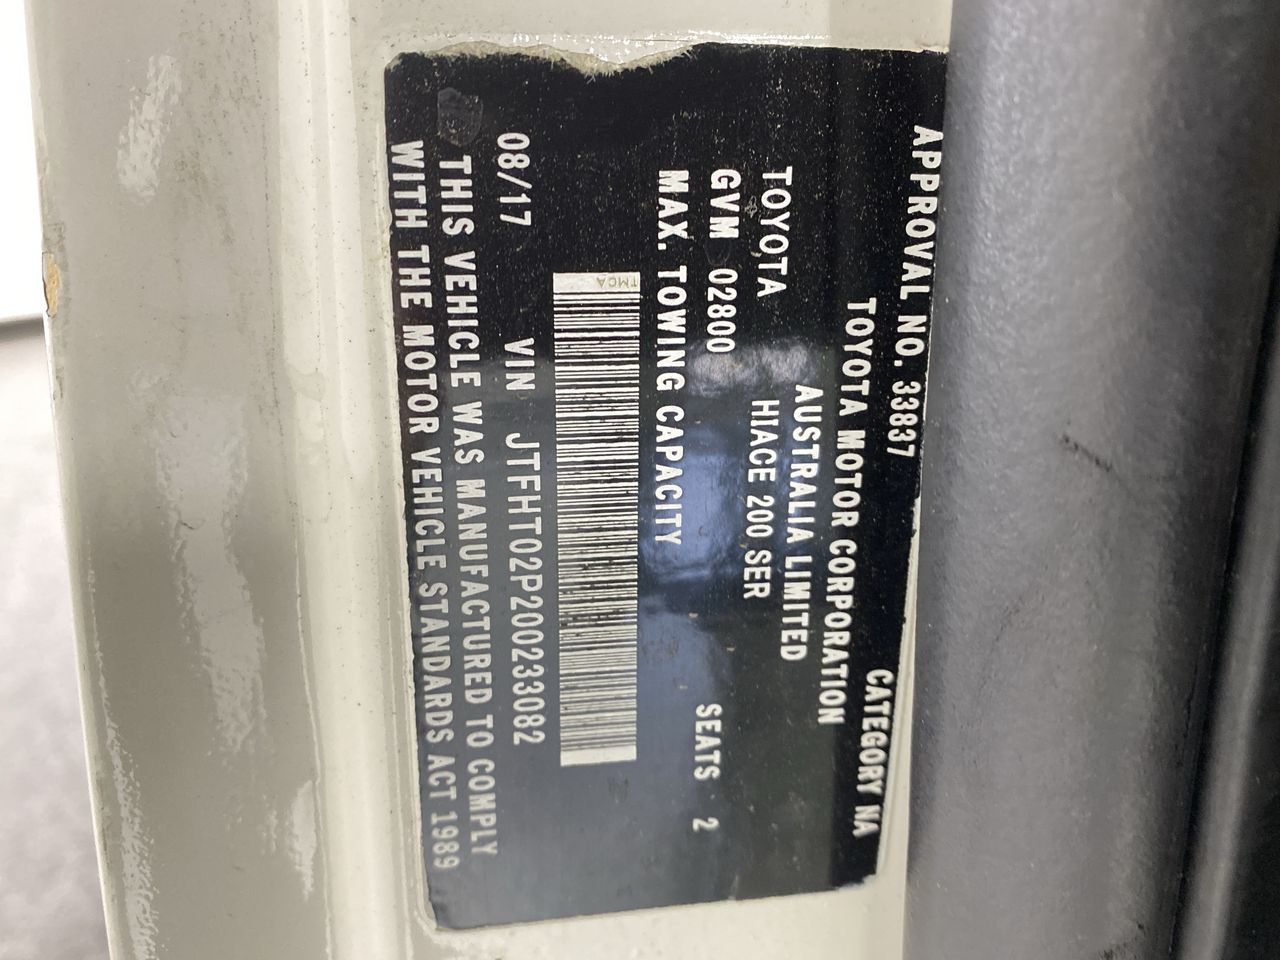 APPROVAL NO. 33837 CATEGORY NA
TOYOTA MOTOR CORPORATION
AUSTRALIA LIMITED
TOYOTA HIACE 200 SER
GVM 02800 SEATS 2
MAX. TOWING CAPACITY
TMCA
08/17 VIN JTFHT02P200233082
THIS VEHICLE WAS MANUFACTURED TO COMPLY
WITH THE MOTOR VEHICLE STANDARDS ACT 1989